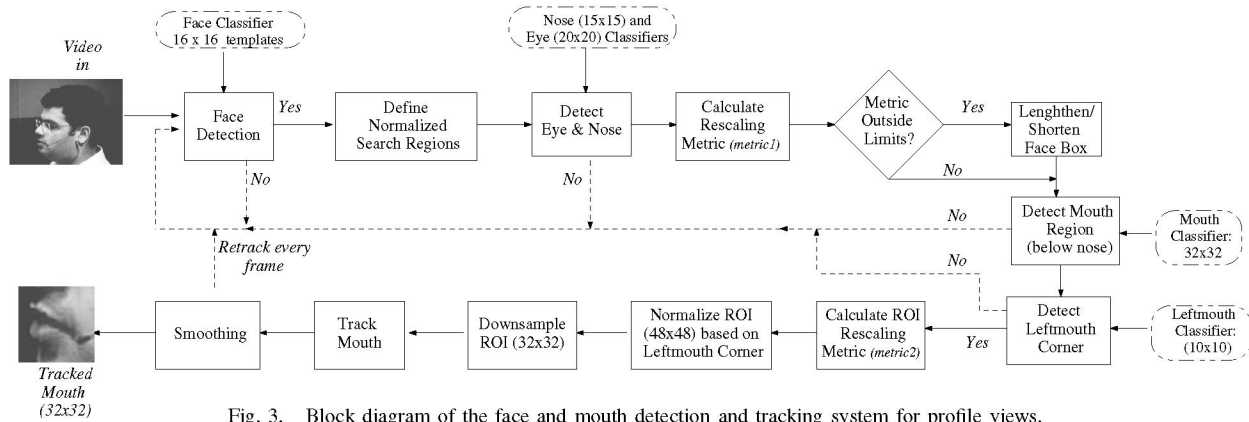 Video
in
Face Classifier
16 x 16 templates
Nose (15x15) and
Eye (20x20) Classifiers
Face
Detection
Yes
No
Define
Normalized
Search Regions
Detect
Eye & Nose
No
Calculate
Rescaling
Metric (metric1)
Metric
Outside
Limits?
Yes
No
Lenghthen/
Shorten
Face Box
Detect Mouth
Region
(below nose)
No
Mouth
Classifier:
32x32
Retrack every
frame
No
Detect
Leftmouth
Corner
Yes
Leftmouth
Classifier:
(10x10)
Calculate ROI
Rescaling
Metric (metric2)
Normalize ROI
(48x48) based on
Leftmouth Corner
Downsample
ROI (32x32)
Track
Mouth
Smoothing
Tracked
Mouth
(32x32)
Fig. 3. Block diagram of the face and mouth detection and tracking system for profile views.